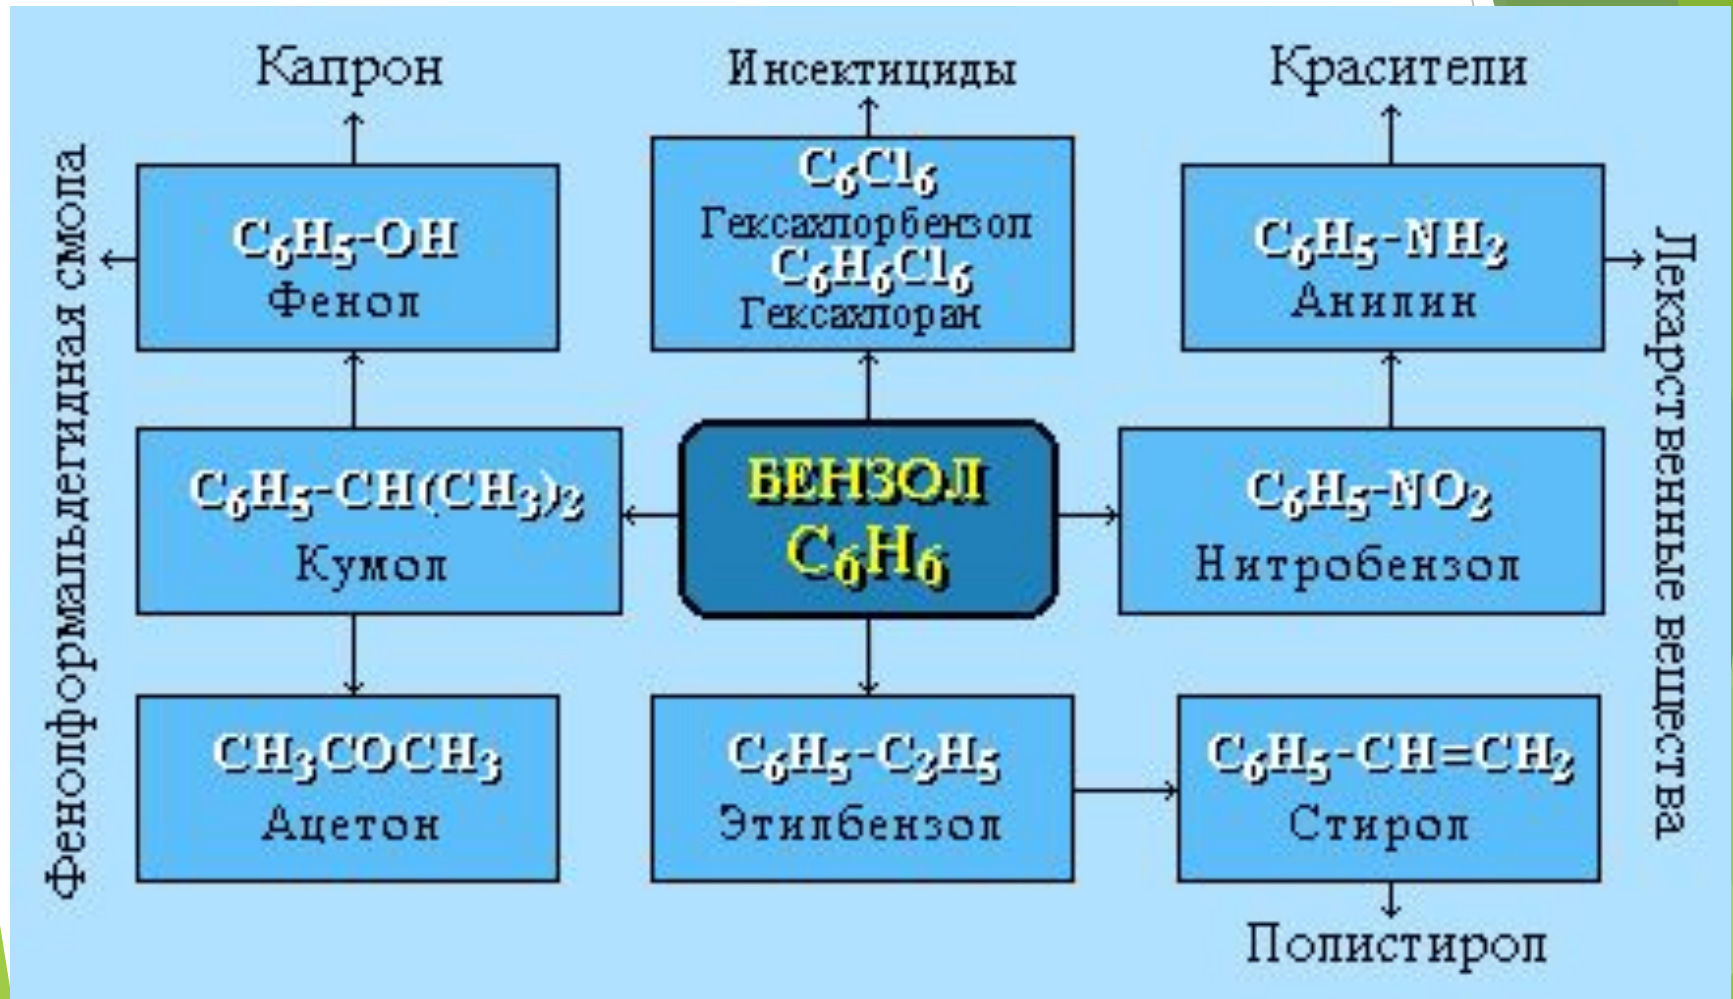 Капрон
Инсектициды
Красители
Фенолформальдегидная смола
C₆H₅-OH
Фенол
C₆Cl₆
Гексахлорбензол
C₆H₆Cl₆
Гексахлоран
C₆H₅-NH₂
Анилин
Лекарственные вещества
C₆H₅-CH(CH₃)₂
Кумол
БЕНЗОЛ
C₆H₆
C₆H₅-NO₂
Нитробензол
CH₃COCH₃
Ацетон
C₆H₅-C₂H₅
Этилбензол
C₆H₅-CH=CH₂
Стирол
Полистирол